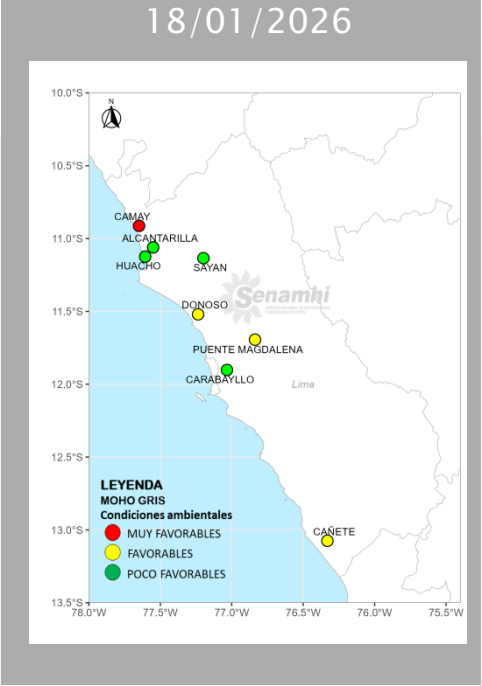 18/01/2026
10.0°S
N
10.5°S
CAMAY
11.0°S
ALCANTARILLA
HUACHO
SAYAN
Senamhi
11.5°S
DONOSO
PUENTE MAGDALENA
12.0°S
CARABAYLLO
Lima
12.5°S
LEYENDA
MOHO GRIS
Condiciones ambientales
13.0°S
CAÑETE
MUY FAVORABLES
FAVORABLES
POCO FAVORABLES
13.5°S
78.0°W 77.5°W 77.0°W 76.5°W 76.0°W 75.5°W